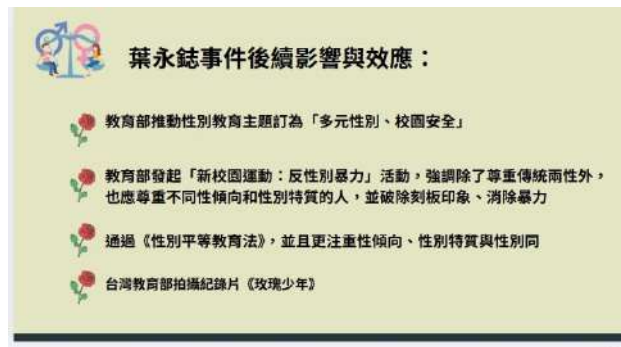 葉永鋕事件後續影響與效應：
教育部推動性別教育主題訂為「多元性別、校園安全」
教育部發起「新校園運動：反性別暴力」活動，強調除了尊重傳統兩性外，
也應尊重不同性傾向和性別特質的人，並破除刻板印象、消除暴力
通過《性別平等教育法》，並且更注重性傾向、性別特質與性別同
台灣教育部拍攝紀錄片《玫瑰少年》